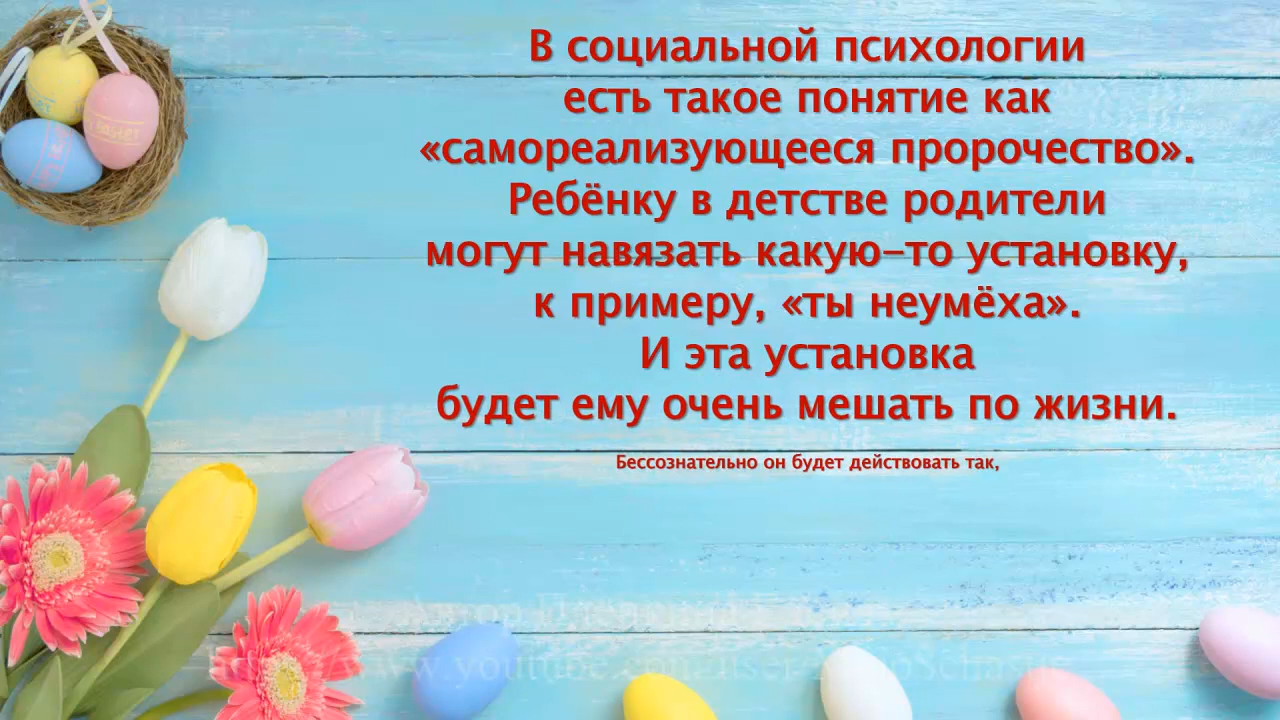 В социальной психологии
есть такое понятие как
«самореализующееся пророчество».
Ребёнку в детстве родители
могут навязать какую-то установку,
к примеру, «ты неумёха».
И эта установка
будет ему очень мешать по жизни.
Бессознательно он будет действовать так,
Автор